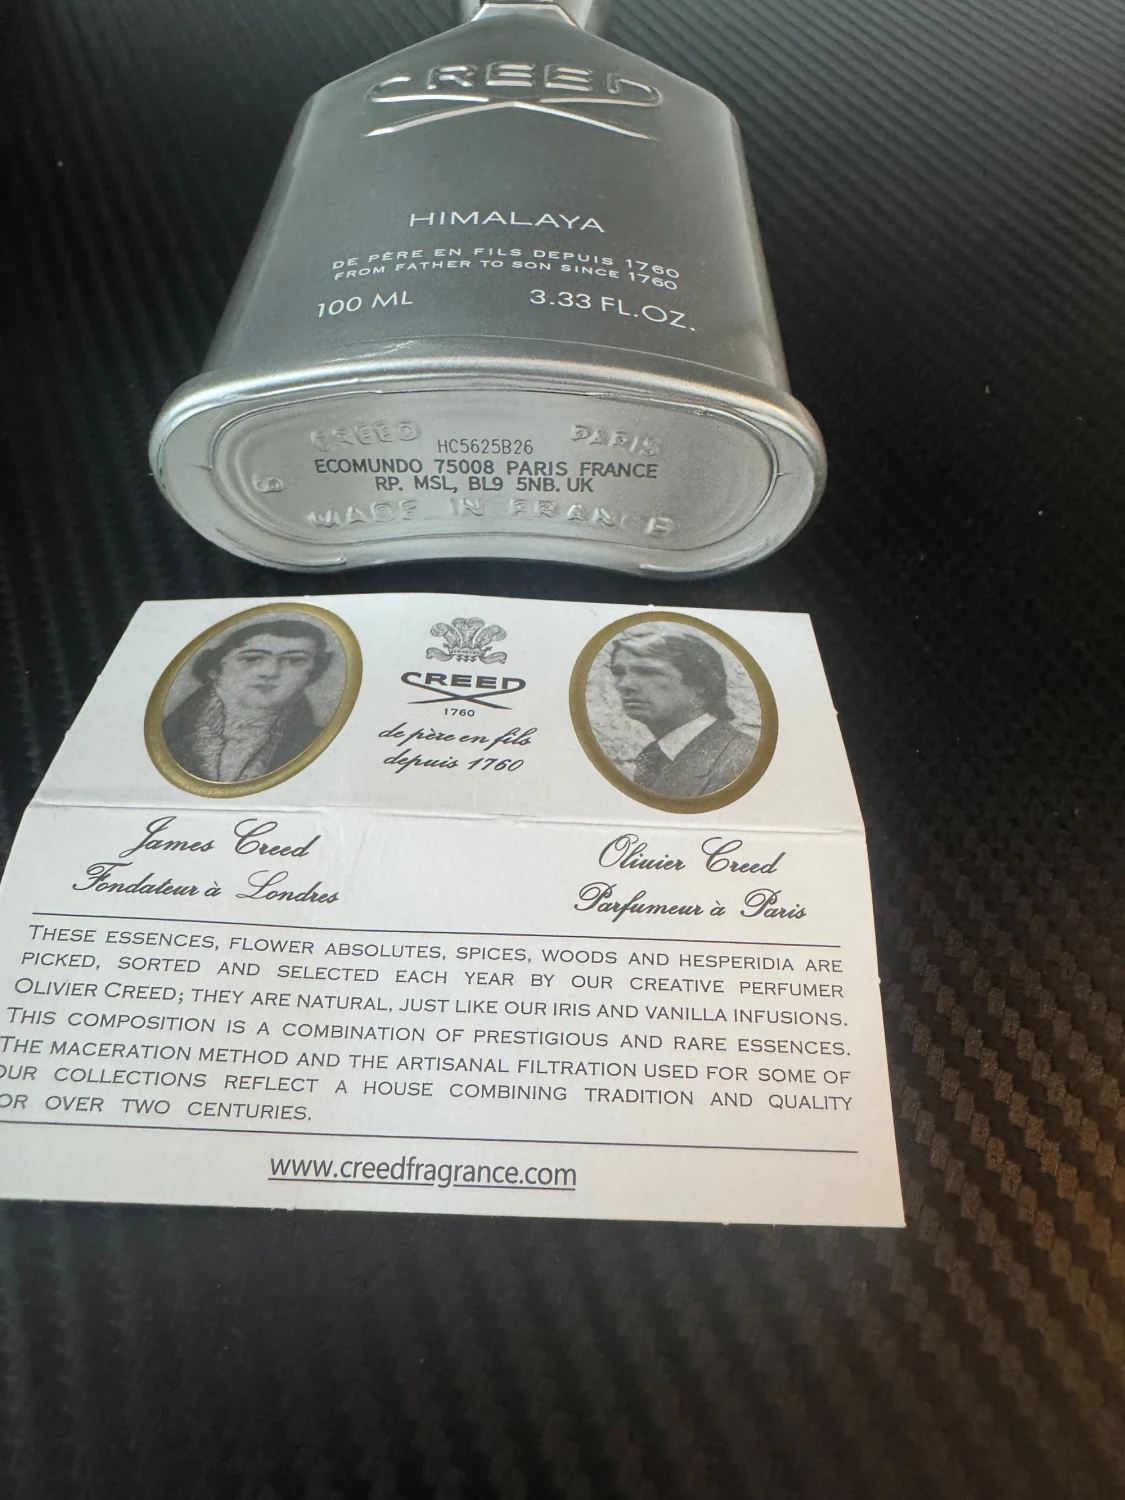 CREED
HIMALAYA
DE PÈRE EN FILS DEPUIS 1760
FROM FATHER TO SON SINCE 1760
100 ML 3.33 FL.OZ.
CREED PARIS
HC5625B26
ECOMUNDO 75008 PARIS FRANCE
RP. MSL, BL9 5NB. UK
MADE IN FRANCE
CREED
1760
de père en fils
depuis 1760
James Creed Olivier Creed
Fondateur à Londres Parfumeur à Paris
THESE ESSENCES, FLOWER ABSOLUTES, SPICES, WOODS AND HESPERIDIA ARE
PICKED, SORTED AND SELECTED EACH YEAR BY OUR CREATIVE PERFUMER
OLIVIER CREED; THEY ARE NATURAL, JUST LIKE OUR IRIS AND VANILLA INFUSIONS.
THIS COMPOSITION IS A COMBINATION OF PRESTIGIOUS AND RARE ESSENCES.
THE MACERATION METHOD AND THE ARTISANAL FILTRATION USED FOR SOME OF
OUR COLLECTIONS REFLECT A HOUSE COMBINING TRADITION AND QUALITY
OR OVER TWO CENTURIES.
www.creedfragrance.com